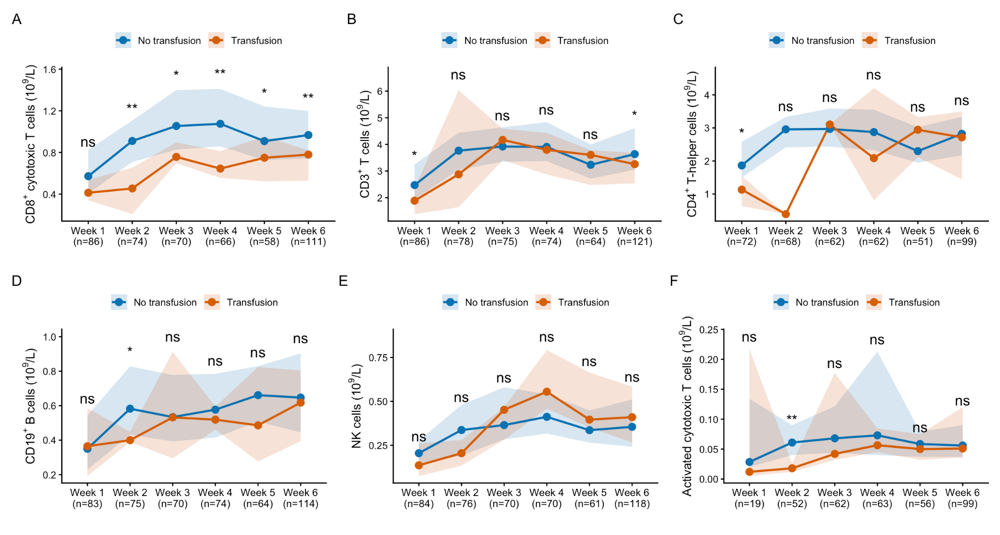 A
No transfusion Transfusion
CD8⁺ cytotoxic T cells (10⁹/L)
1.6
1.2
0.8
0.4
ns
**
*
**
*
**
Week 1 Week 2 Week 3 Week 4 Week 5 Week 6
(n=86) (n=74) (n=70) (n=66) (n=58) (n=111)
B
No transfusion Transfusion
CD3⁺ T cells (10⁹/L)
6
5
4
3
2
*
ns
ns
ns
ns
*
Week 1 Week 2 Week 3 Week 4 Week 5 Week 6
(n=86) (n=78) (n=75) (n=74) (n=64) (n=121)
C
No transfusion Transfusion
CD4⁺ T-helper cells (10⁹/L)
4
3
2
1
*
ns
ns
ns
ns
ns
Week 1 Week 2 Week 3 Week 4 Week 5 Week 6
(n=72) (n=68) (n=62) (n=62) (n=51) (n=99)
D
No transfusion Transfusion
CD19⁺ B cells (10⁹/L)
1.0
0.8
0.6
0.4
0.2
ns
*
ns
ns
ns
ns
Week 1 Week 2 Week 3 Week 4 Week 5 Week 6
(n=83) (n=75) (n=70) (n=74) (n=64) (n=114)
E
No transfusion Transfusion
NK cells (10⁹/L)
0.75
0.50
0.25
ns
ns
ns
ns
ns
ns
Week 1 Week 2 Week 3 Week 4 Week 5 Week 6
(n=84) (n=76) (n=70) (n=70) (n=61) (n=118)
F
No transfusion Transfusion
Activated cytotoxic T cells (10⁹/L)
0.25
0.20
0.15
0.10
0.05
0.00
ns
**
ns
ns
ns
ns
Week 1 Week 2 Week 3 Week 4 Week 5 Week 6
(n=19) (n=52) (n=62) (n=63) (n=56) (n=99)